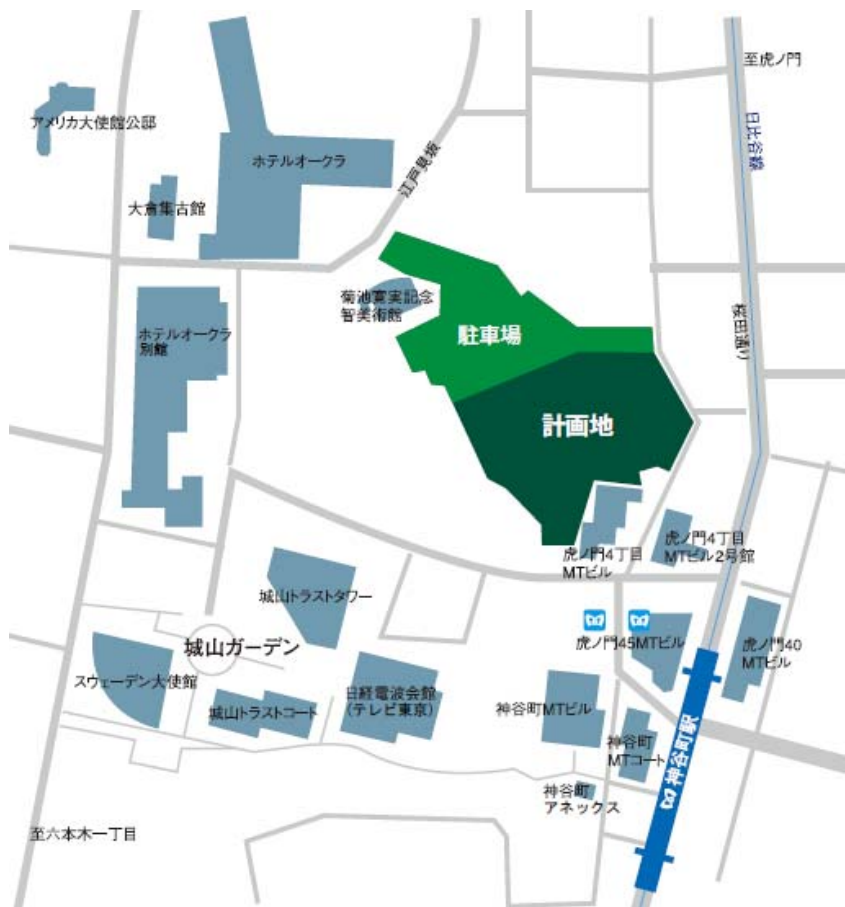 至虎ノ門
アメリカ大使館公邸
日比谷線
ホテルオークラ
江戸見坂
大倉集古館
菊池寛実記念
智美術館
桜田通り
ホテルオークラ
別館
駐車場
計画地
虎ノ門4丁目
MTビル
虎ノ門4丁目
MTビル2号館
城山トラストタワー
城山ガーデン
虎ノ門45MTビル
虎ノ門40
MTビル
スウェーデン大使館
城山トラストコート
日経電波会館
(テレビ東京)
神谷町MTビル
神谷町
MTコート
神谷町駅
神谷町
アネックス
至六本木一丁目